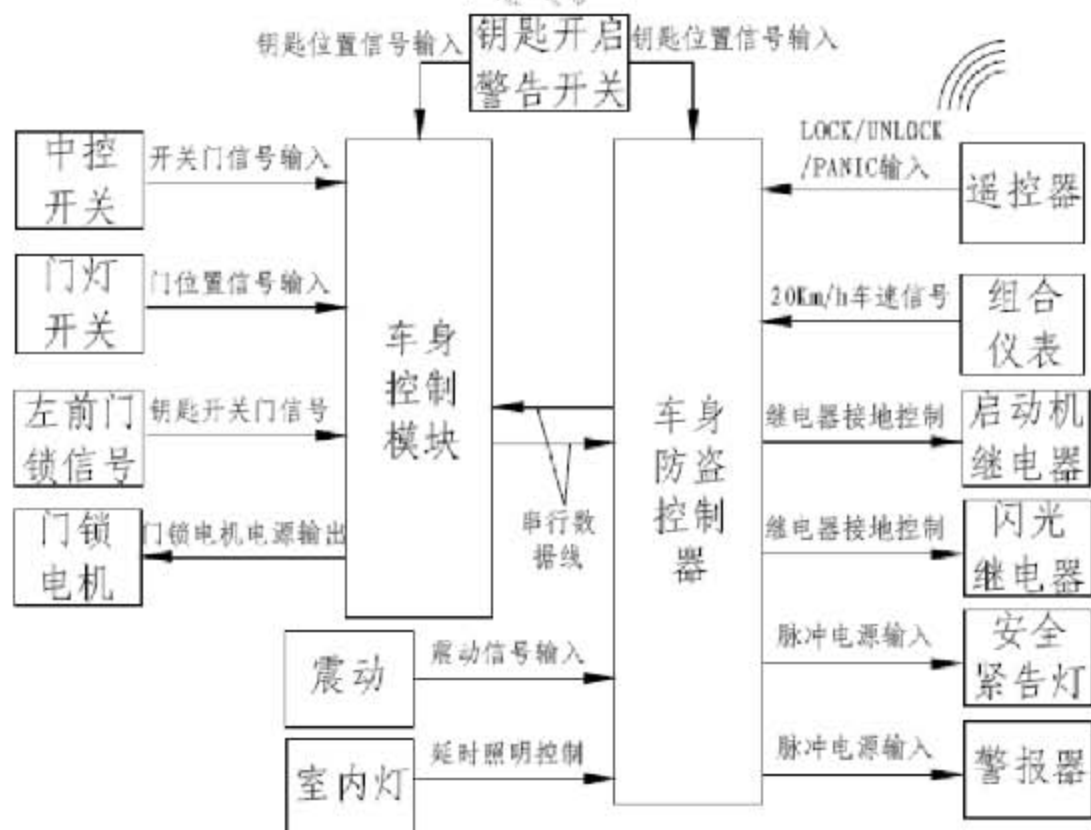 钥匙位置信号输入
钥匙开启
警告开关
钥匙位置信号输入
中控
开关
开关门信号输入
门灯
开关
门位置信号输入
左前门
锁信号
钥匙开关门信号
门锁
电机
门锁电机电源输出
车身
控制
模块
串行数
据线
震动
震动信号输入
室内灯
延时照明控制
车身
防盗
控制
器
LOCK/UNLOCK
/PANIC输入
遥控器
20Km/h车速信号
组合
仪表
继电器接地控制
启动机
继电器
继电器接地控制
闪光
继电器
脉冲电源输入
安全
紧告灯
脉冲电源输入
警报器